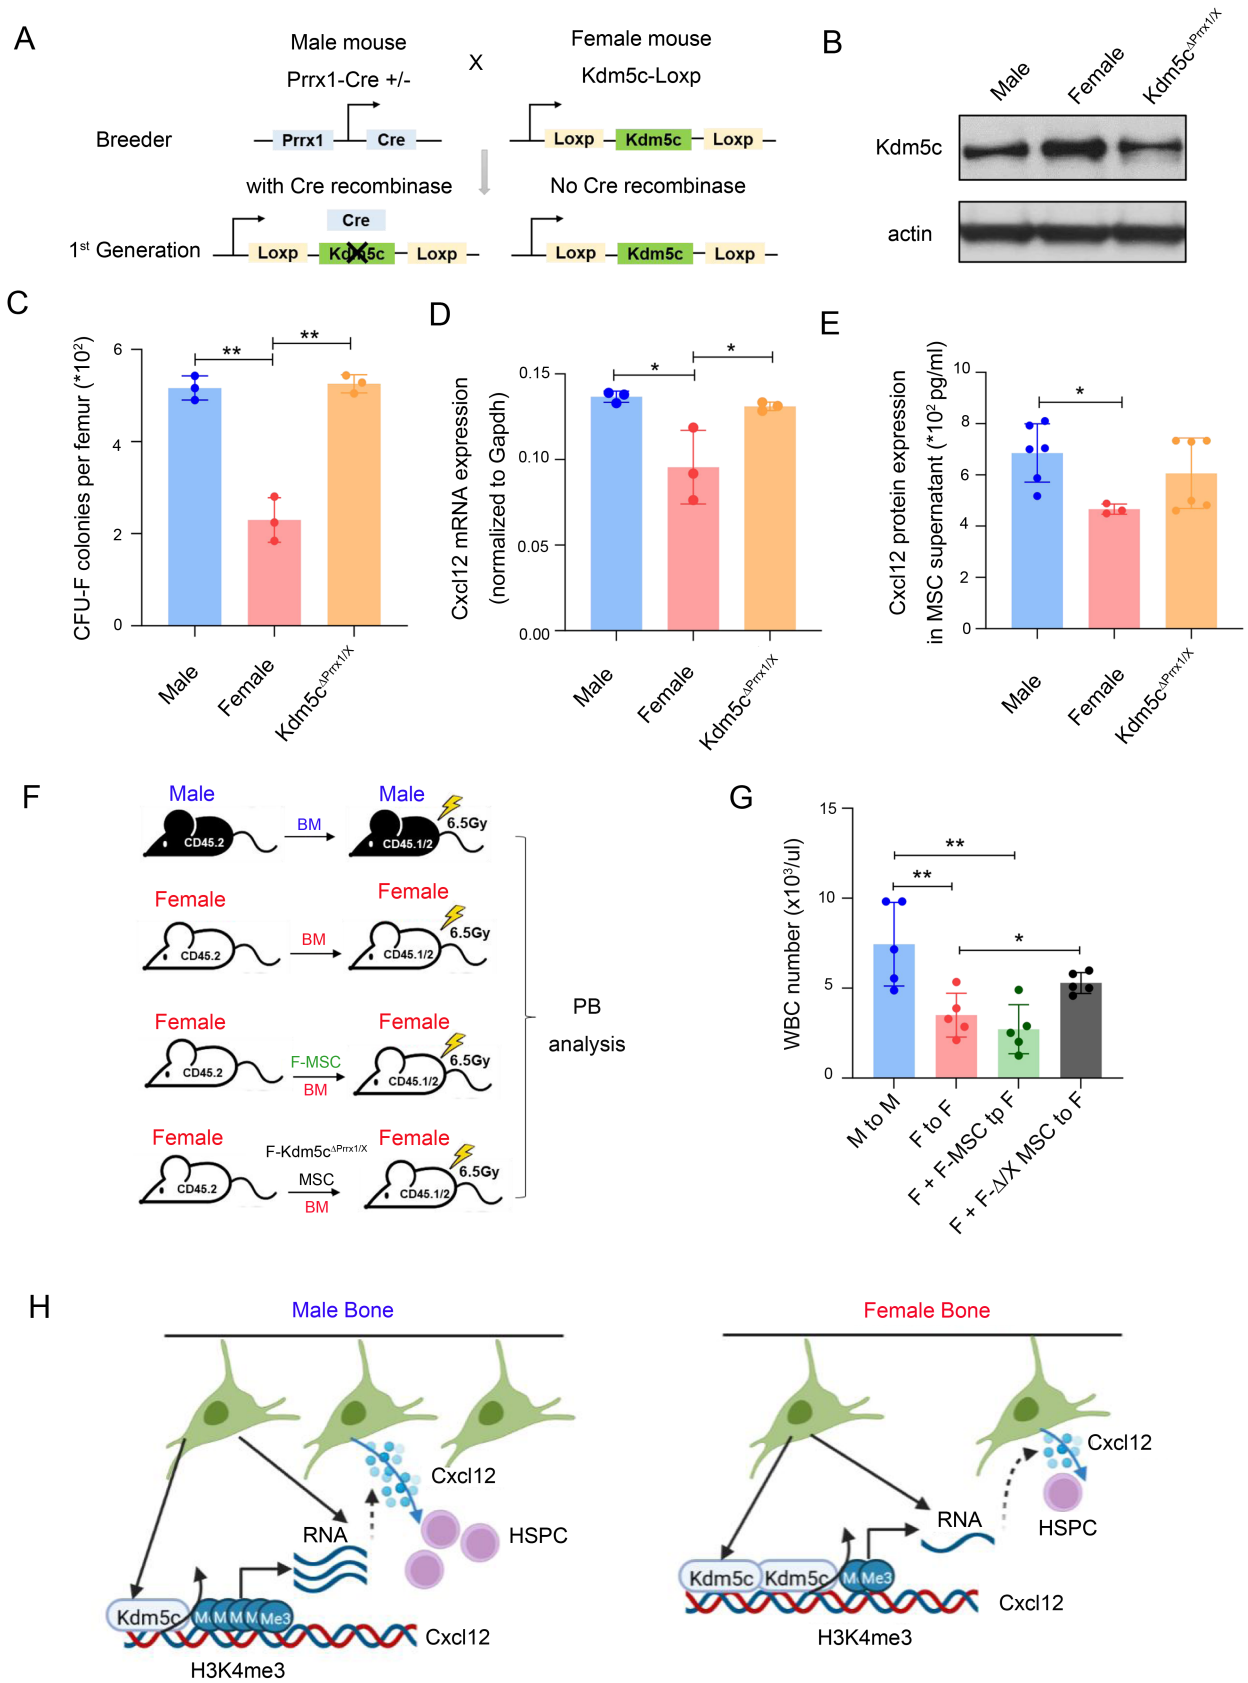 A
Male mouse
Prrx1-Cre +/-
X
Female mouse
Kdm5c-Loxp
Breeder
Prrx1
Cre
Loxp
Kdm5c
Loxp
with Cre recombinase
No Cre recombinase
1st Generation
Cre
Loxp
Kdm5c
Loxp
Loxp
Kdm5c
Loxp
B
Male
Female
Kdm5cΔPrrx1/X
Kdm5c
actin
C
CFU-F colonies per femur (*10²)
6
4
2
0
**
**
Male
Female
Kdm5cΔPrrx1/X
D
Cxcl12 mRNA expression
(normalized to Gapdh)
0.15
0.10
0.05
0.00
*
*
Male
Female
Kdm5cΔPrrx1/X
E
Cxcl12 protein expression
in MSC supernatant (*10² pg/ml)
10
8
6
4
2
0
*
Male
Female
Kdm5cΔPrrx1/X
F
Male
CD45.2
BM
Male
6.5Gy
CD45.1/2
Female
CD45.2
BM
Female
6.5Gy
CD45.1/2
Female
CD45.2
F-MSC
BM
Female
6.5Gy
CD45.1/2
Female
CD45.2
F-Kdm5cΔPrrx1/X
MSC
BM
Female
6.5Gy
CD45.1/2
PB
analysis
G
WBC number (x10³/ul)
15
10
5
0
**
**
*
M to M
F to F
F + F-MSC tp F
F + F-Δ/X MSC to F
H
Male Bone
Cxcl12
RNA
HSPC
Kdm5c
M
M
M
M
Me3
Cxcl12
H3K4me3
Female Bone
Cxcl12
RNA
HSPC
Kdm5c
Kdm5c
M
Me3
Cxcl12
H3K4me3